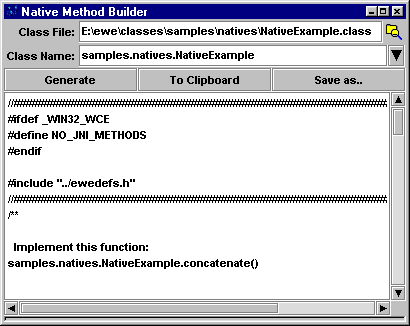 Native Method Builder
Class File: E:\ewe\classes\samples\natives\NativeExample.class
Class Name: samples.natives.NativeExample
Generate To Clipboard Save as..
//##################################################################
#ifdef _WIN32_WCE
#define NO_JNI_METHODS
#endif
#include "../ewedefs.h"
//##################################################################
/**
Implement this function:
samples.natives.NativeExample.concatenate()